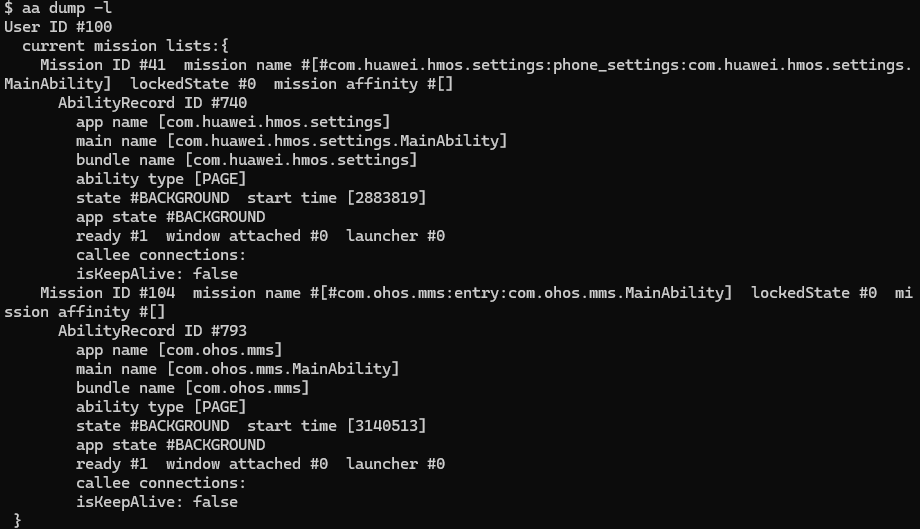 $ aa dump -l
User ID #100
  current mission lists:{
    Mission ID #41  mission name #[#com.huawei.hmos.settings:phone_settings:com.huawei.hmos.settings.
MainAbility]  lockedState #0  mission affinity #[]
      AbilityRecord ID #740
        app name [com.huawei.hmos.settings]
        main name [com.huawei.hmos.settings.MainAbility]
        bundle name [com.huawei.hmos.settings]
        ability type [PAGE]
        state #BACKGROUND  start time [2883819]
        app state #BACKGROUND
        ready #1  window attached #0  launcher #0
        callee connections:
        isKeepAlive: false
    Mission ID #104  mission name #[#com.ohos.mms:entry:com.ohos.mms.MainAbility]  lockedState #0  mi
ssion affinity #[]
      AbilityRecord ID #793
        app name [com.ohos.mms]
        main name [com.ohos.mms.MainAbility]
        bundle name [com.ohos.mms]
        ability type [PAGE]
        state #BACKGROUND  start time [3140513]
        app state #BACKGROUND
        ready #1  window attached #0  launcher #0
        callee connections:
        isKeepAlive: false
 }